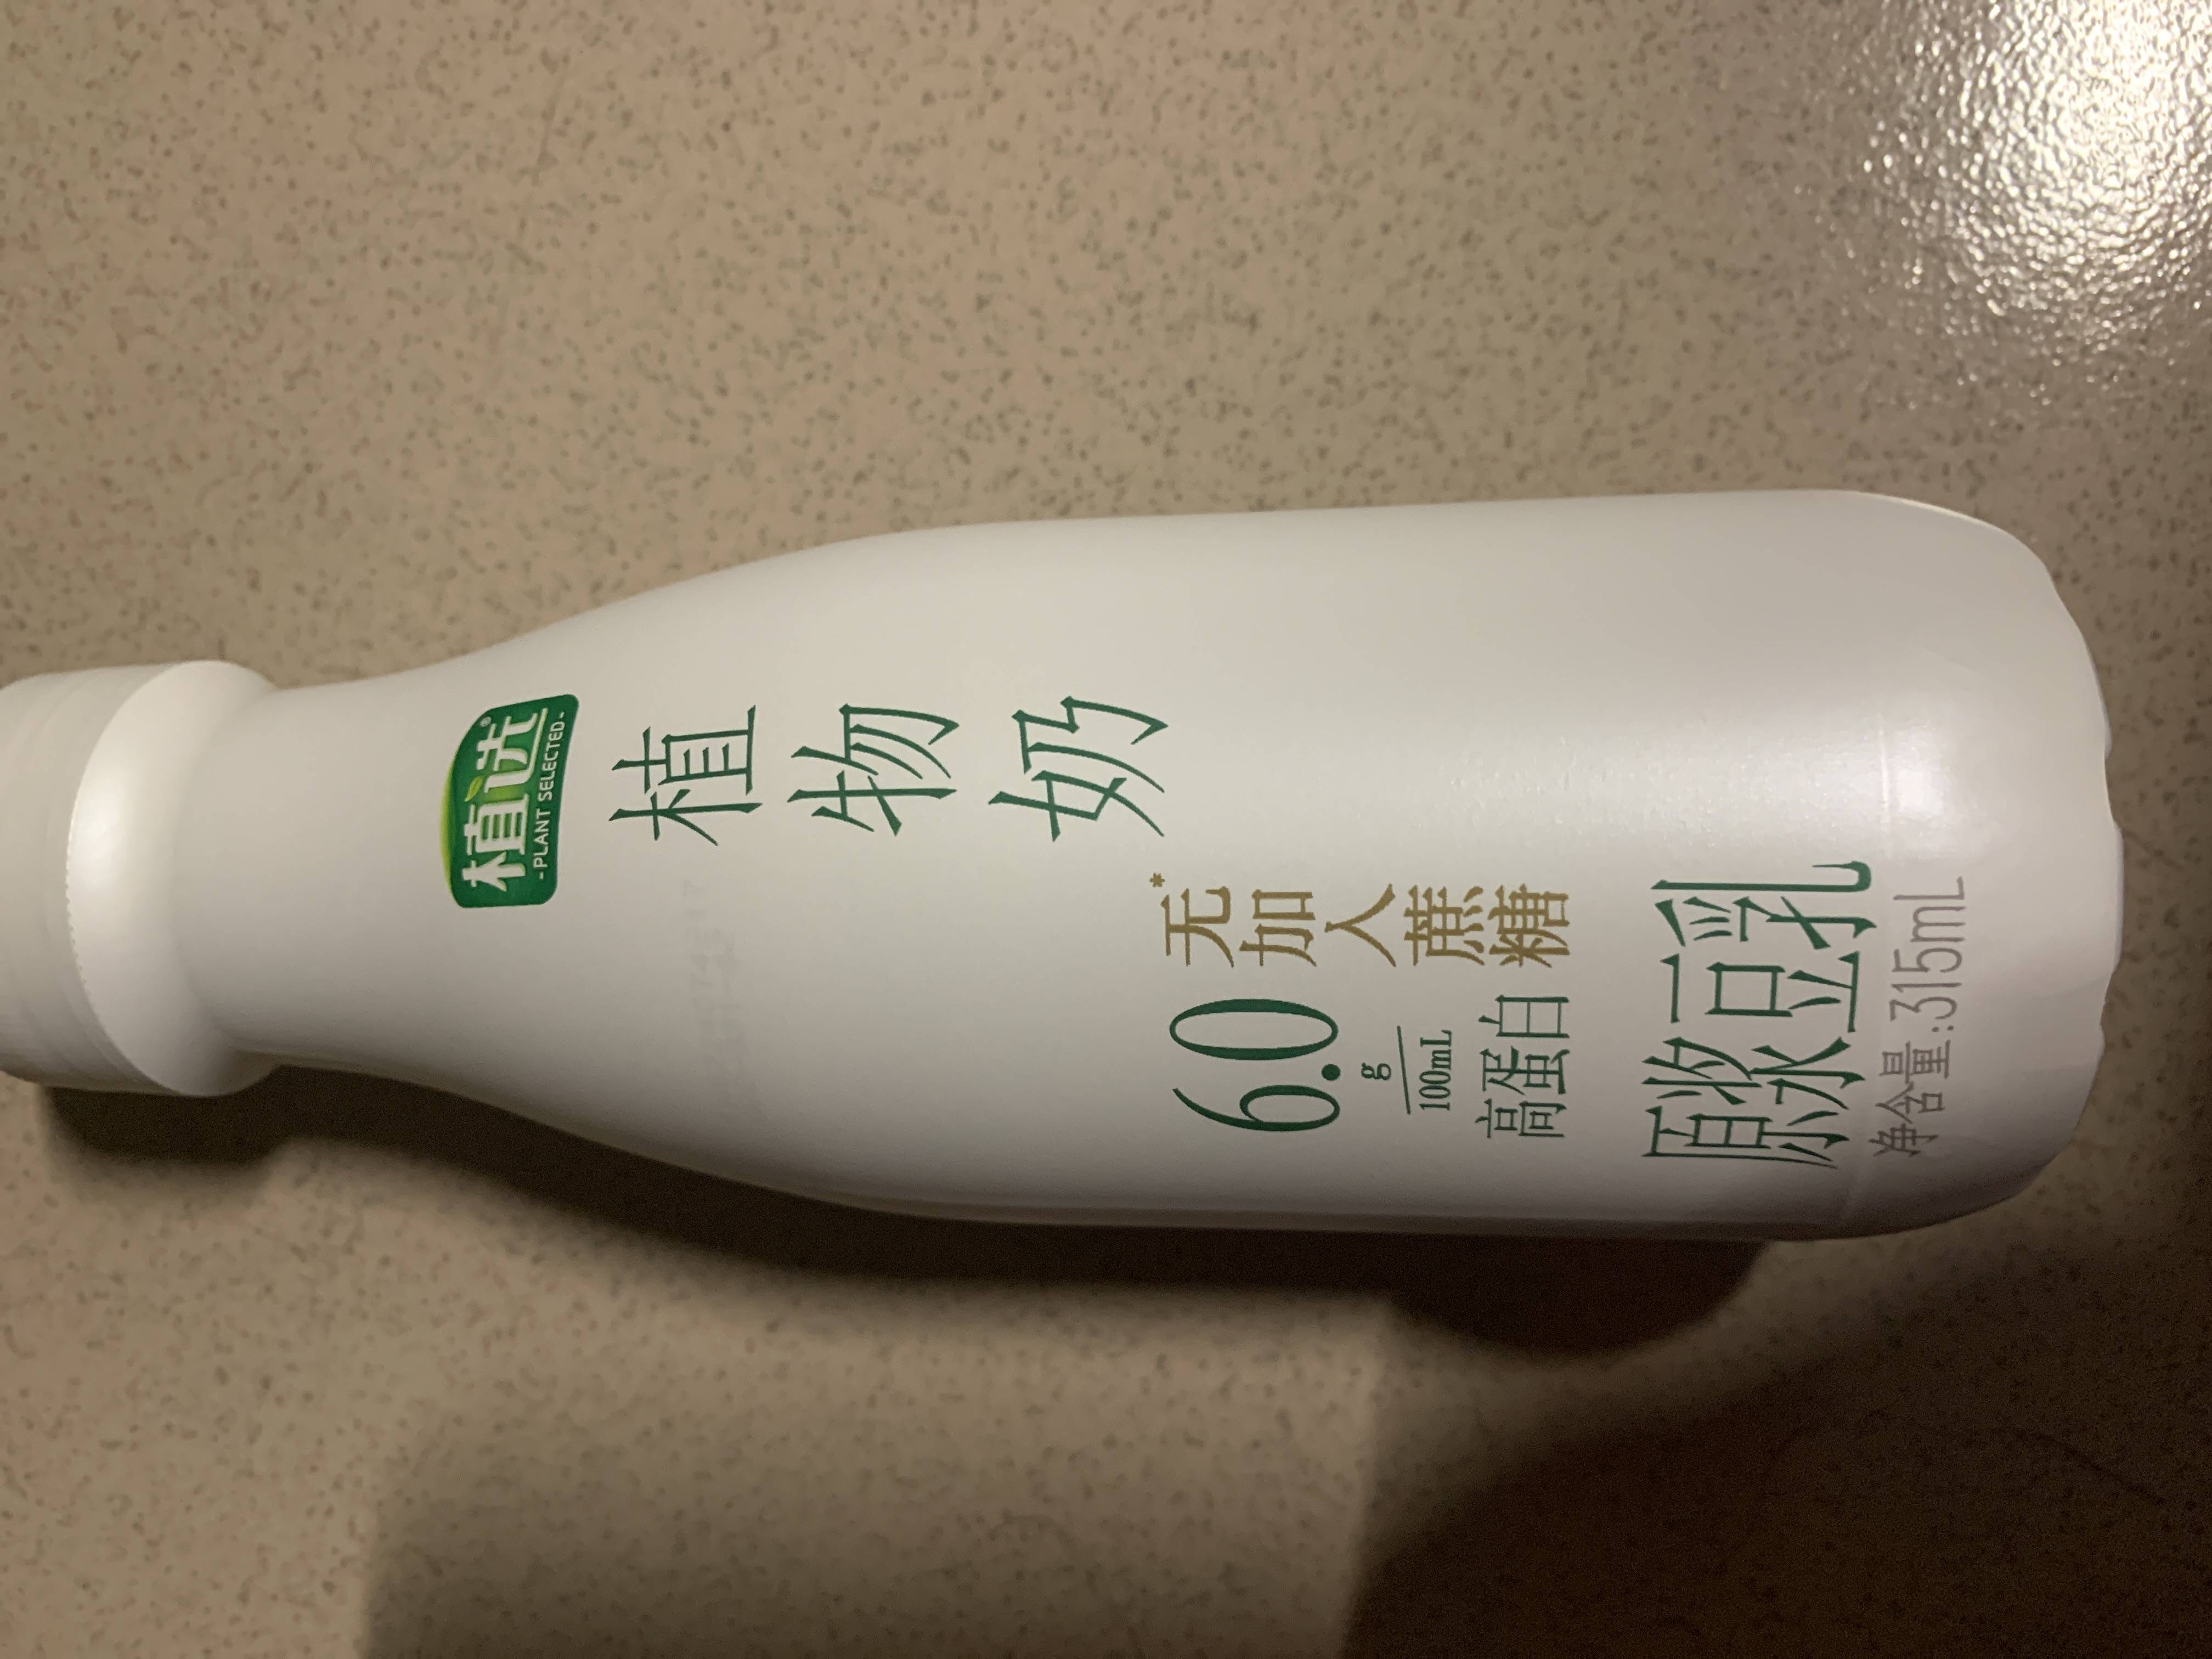 植选®
-PLANT SELECTED-
植物奶
6.0g/100mL
高蛋白
无加入蔗糖*
原浆豆乳
净含量:315mL